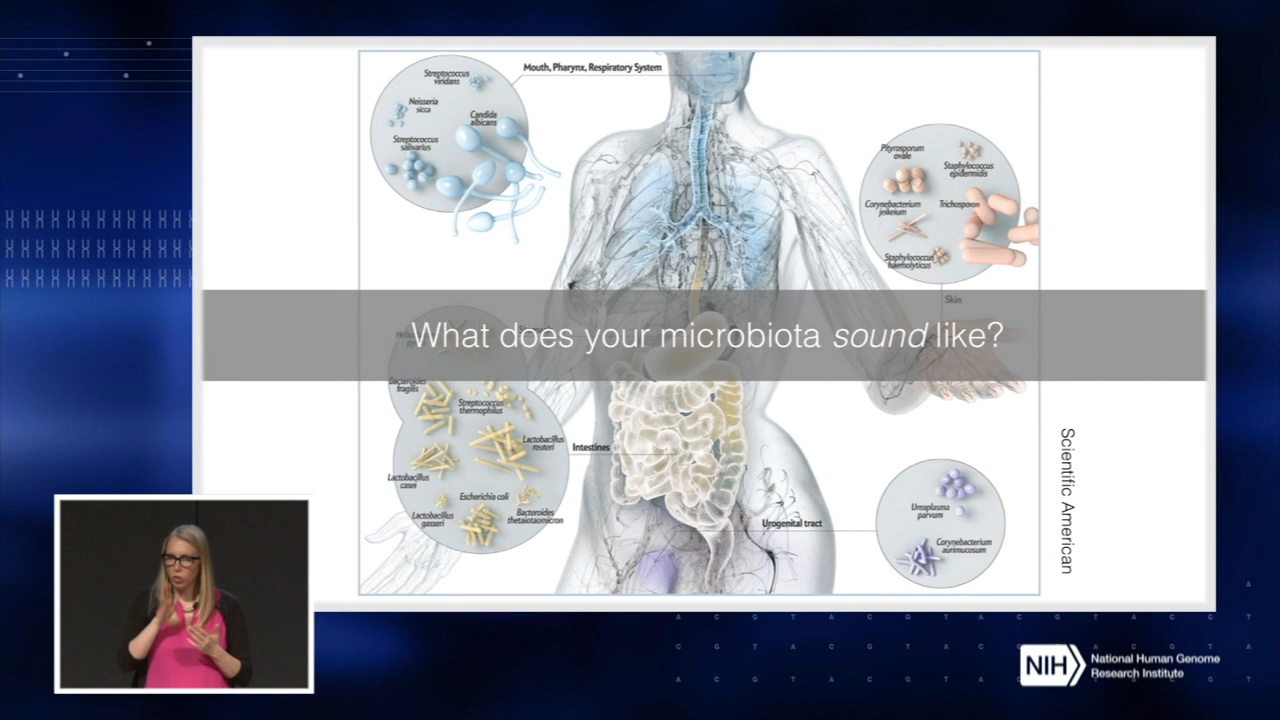 Mouth, Pharynx, Respiratory System
Streptococcus
viridans
Neisseria
sicca
Candida
albicans
Streptococcus
salivarius
Pityrosporum
ovale
Staphylococcus
epidermidis
Corynebacterium
jeikeium
Trichosporon
Staphylococcus
haemolyticus
Skin
What does your microbiota sound like?
Bacteroides
fragilis
Streptococcus
thermophilus
Lactobacillus
reuteri
Intestines
Lactobacillus
casei
Escherichia coli
Lactobacillus
gasseri
Bacteroides
thetaiotaomicron
Urogenital tract
Ureaplasma
parvum
Corynebacterium
aurimucosum
Scientific American
NIH
National Human Genome
Research Institute